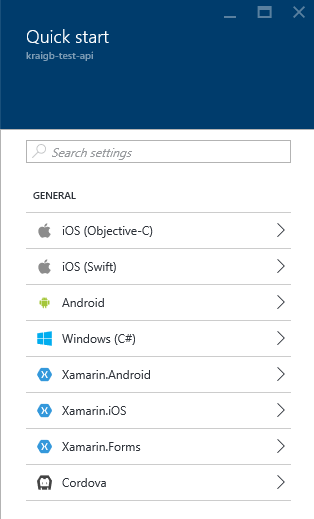 Quick start
kraigb-test-api
Search settings
GENERAL
iOS (Objective-C)
iOS (Swift)
Android
Windows (C#)
Xamarin.Android
Xamarin.iOS
Xamarin.Forms
Cordova